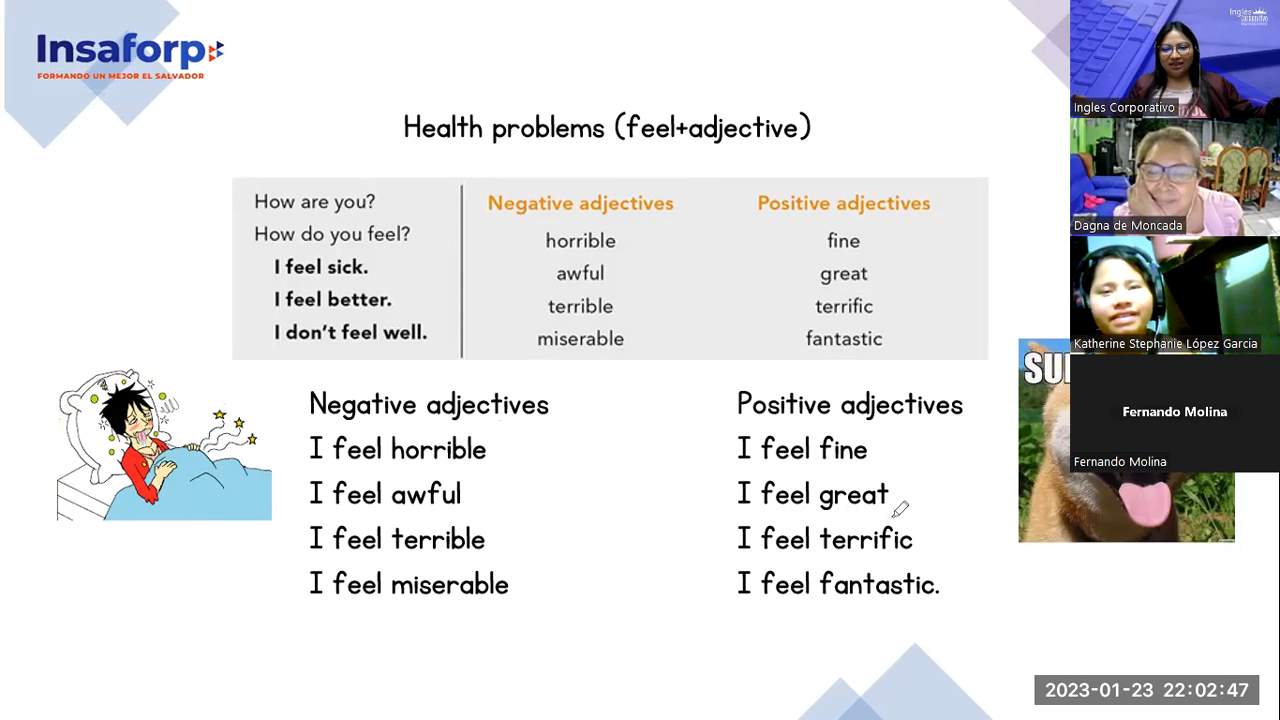 Insaforp
FORMANDO UN MEJOR EL SALVADOR
Health problems (feel+adjective)
How are you?
How do you feel?
I feel sick.
I feel better.
I don't feel well.
Negative adjectives
horrible
awful
terrible
miserable
Positive adjectives
fine
great
terrific
fantastic
Negative adjectives
I feel horrible
I feel awful
I feel terrible
I feel miserable
Positive adjectives
I feel fine
I feel great
I feel terrific
I feel fantastic.
Ingles Corporativo
Dagna de Moncada
Katherine Stephanie López Garcia
Fernando Molina
Fernando Molina
2023-01-23 22:02:47